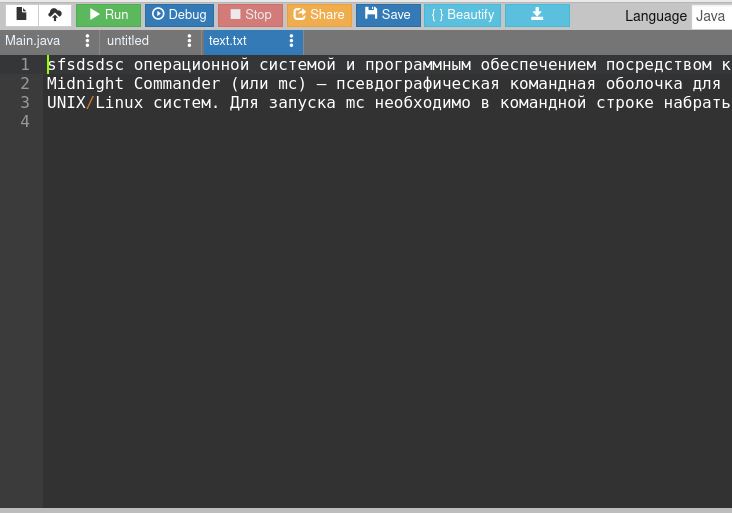 Run Debug Stop Share Save { } Beautify Language Java
Main.java untitled text.txt
1 sfsdsdsc операционной системой и программным обеспечением посредством к
2 Midnight Commander (или mc) — псевдографическая командная оболочка для
3 UNIX/Linux систем. Для запуска mc необходимо в командной строке набрать
4